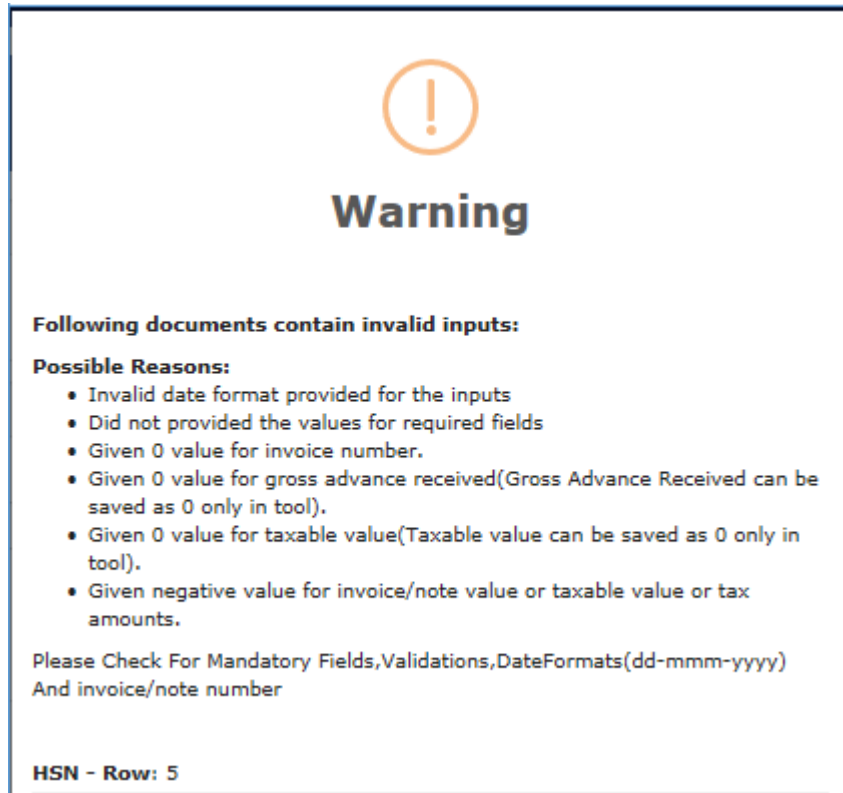 Warning
Following documents contain invalid inputs:
Possible Reasons:
• Invalid date format provided for the inputs
• Did not provided the values for required fields
• Given 0 value for invoice number.
• Given 0 value for gross advance received(Gross Advance Received can be
saved as 0 only in tool).
• Given 0 value for taxable value(Taxable value can be saved as 0 only in
tool).
• Given negative value for invoice/note value or taxable value or tax
amounts.
Please Check For Mandatory Fields,Validations,DateFormats(dd-mmm-yyyy)
And invoice/note number
HSN - Row: 5